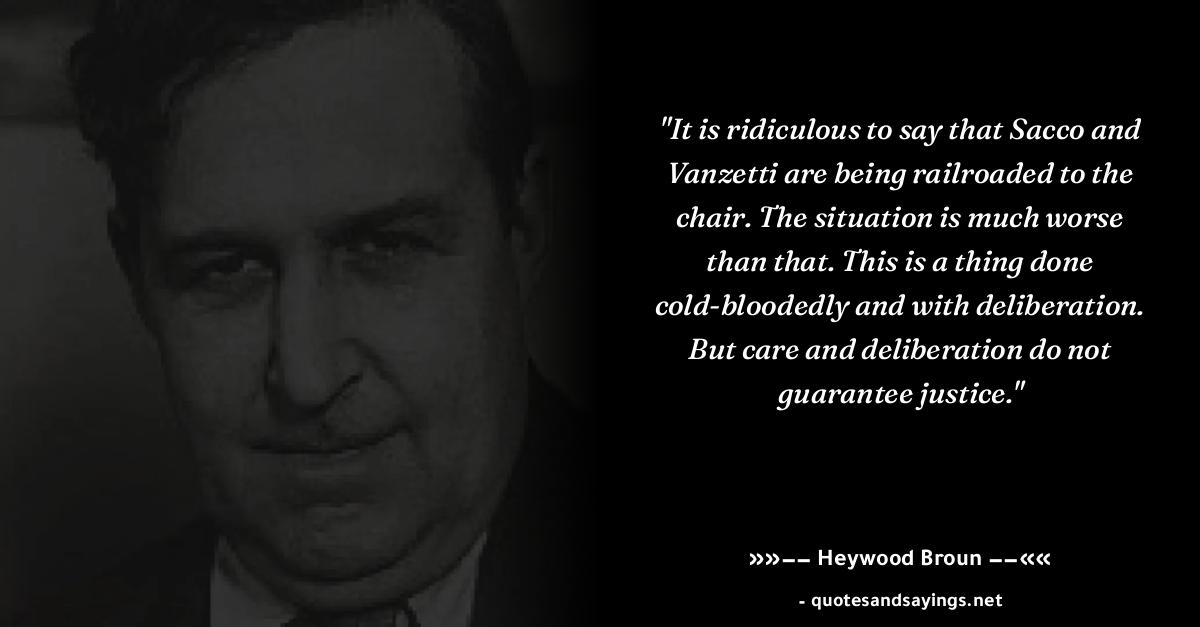 "It is ridiculous to say that Sacco and
Vanzetti are being railroaded to the
chair. The situation is much worse
than that. This is a thing done
cold-bloodedly and with deliberation.
But care and deliberation do not
guarantee justice."
»»−− Heywood Broun −−««
- quotesandsayings.net